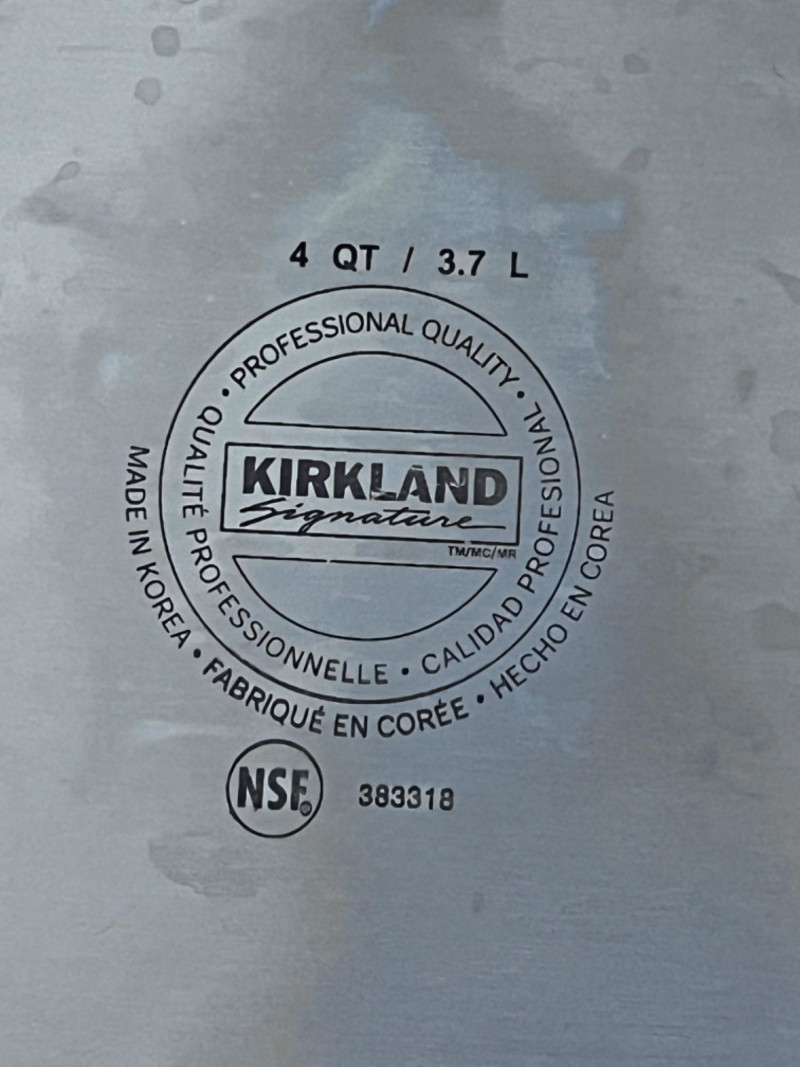 4 QT / 3.7 L
• PROFESSIONAL QUALITY •
QUALITÉ PROFESSIONNELLE • CALIDAD PROFESIONAL
KIRKLAND
Signature
TM/MC/MR
MADE IN KOREA • FABRIQUÉ EN CORÉE • HECHO EN COREA
NSF® 383318